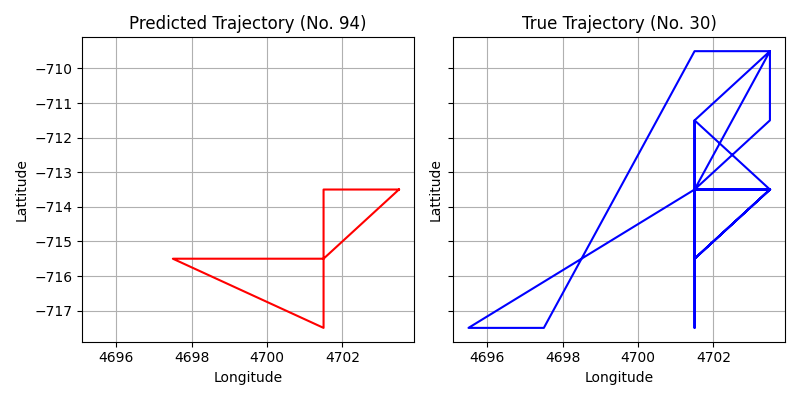 Predicted Trajectory (No. 94)
True Trajectory (No. 30)
Lattitude
−710
−711
−712
−713
−714
−715
−716
−717
4696
4698
4700
4702
Longitude
Lattitude
4696
4698
4700
4702
Longitude